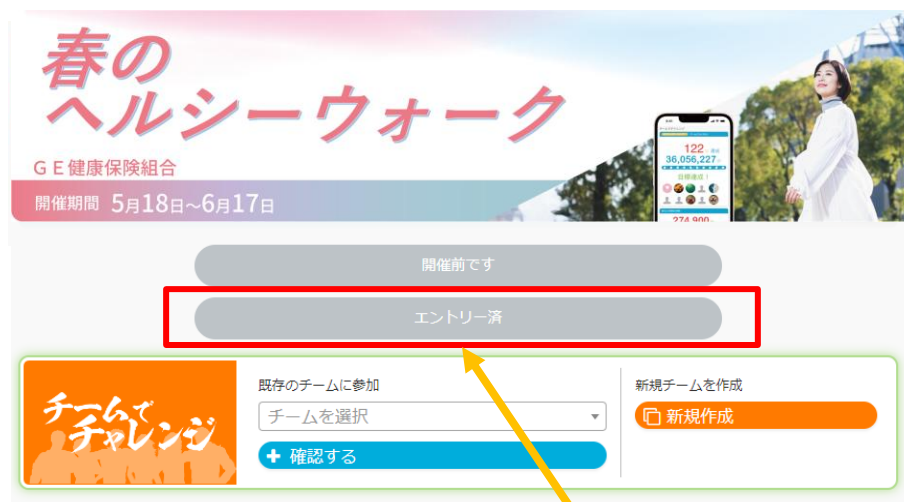 春の
ヘルシーウォーク
GE健康保険組合
開催期間 5月18日~6月17日
122
36,056,227
目標達成!
274,900
開催前です
エントリー済
チームで
チャレンジ
既存のチームに参加
チームを選択
確認する
新規チームを作成
新規作成